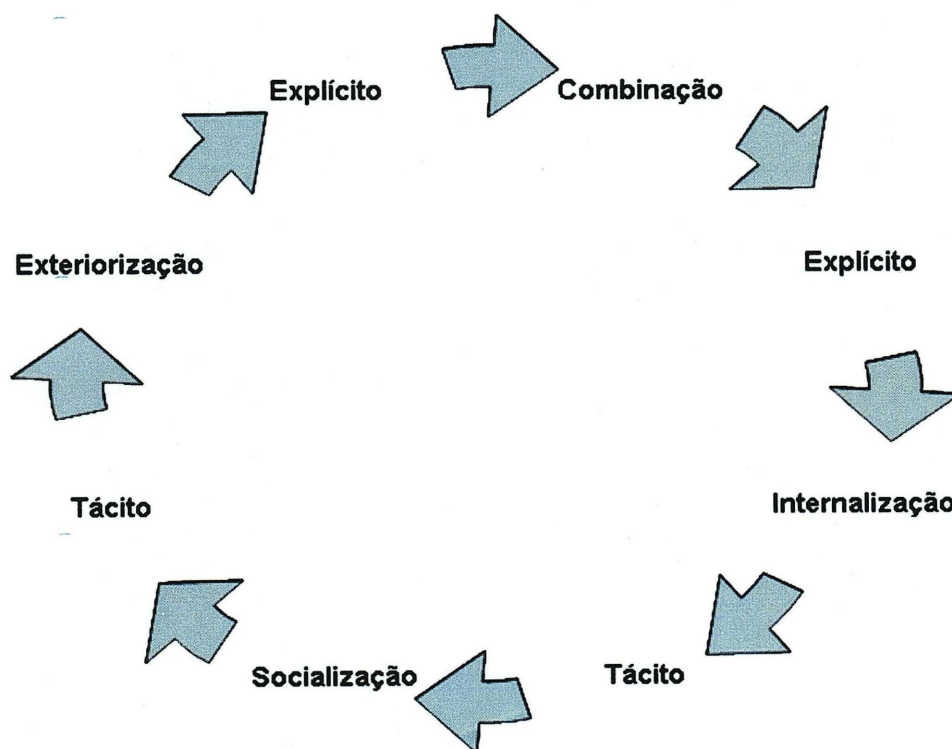 Explícito
Combinação
Exteriorização
Explícito
Tácito
Internalização
Socialização
Tácito